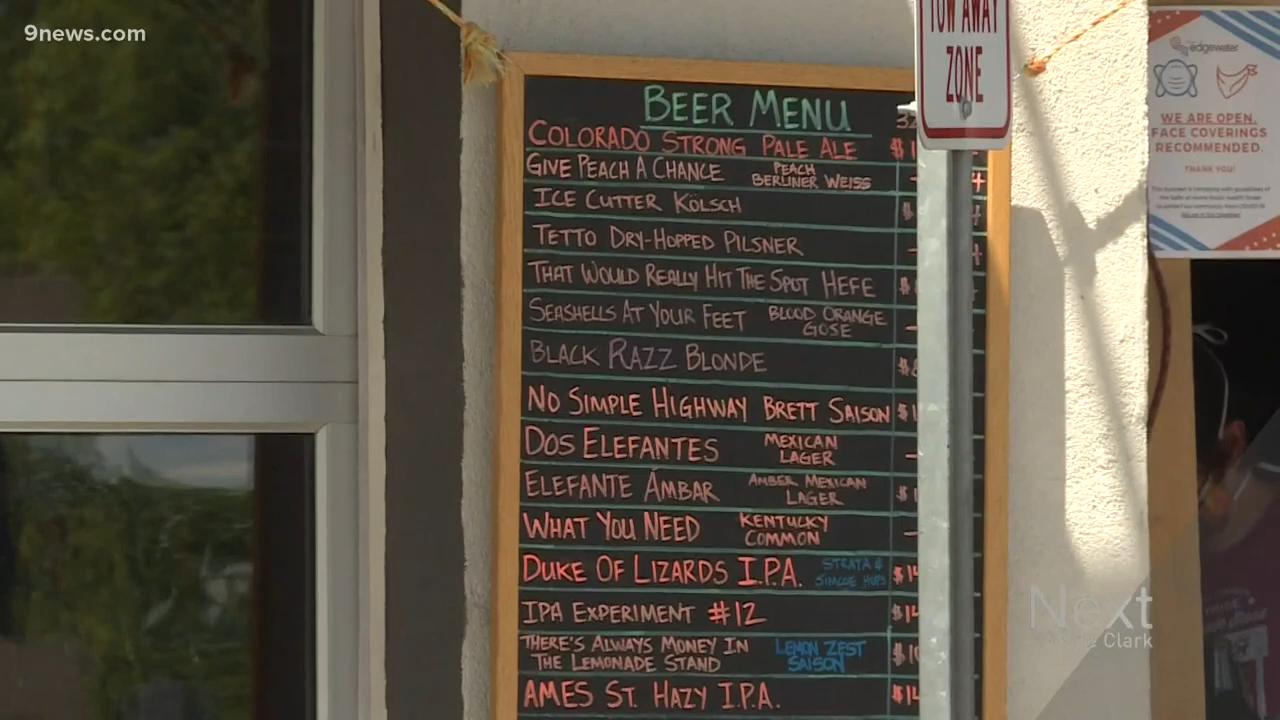 9news.com
TOW AWAY
ZONE
edgewater
WE ARE OPEN.
FACE COVERINGS
RECOMMENDED.
THANK YOU!
BEER MENU
COLORADO STRONG PALE ALE
GIVE PEACH A CHANCE PEACH
BERLINER WEISS
ICE CUTTER KÖLSCH
TETTO DRY-HOPPED PILSNER
THAT WOULD REALLY HIT THE SPOT HEFE
SEASHELLS AT YOUR FEET BLOOD ORANGE
GOSE
BLACK RAZZ BLONDE
NO SIMPLE HIGHWAY BRETT SAISON
DOS ELEFANTES MEXICAN
LAGER
ELEFANTE ÁMBAR AMBER MEXICAN
LAGER
WHAT YOU NEED KENTUCKY
COMMON
DUKE OF LIZARDS I.P.A. STRATA &
SIMCOE HOPS
IPA EXPERIMENT #12
THERE'S ALWAYS MONEY IN
THE LEMONADE STAND LEMON ZEST
SAISON
AMES ST. HAZY I.P.A.
Next
Clark